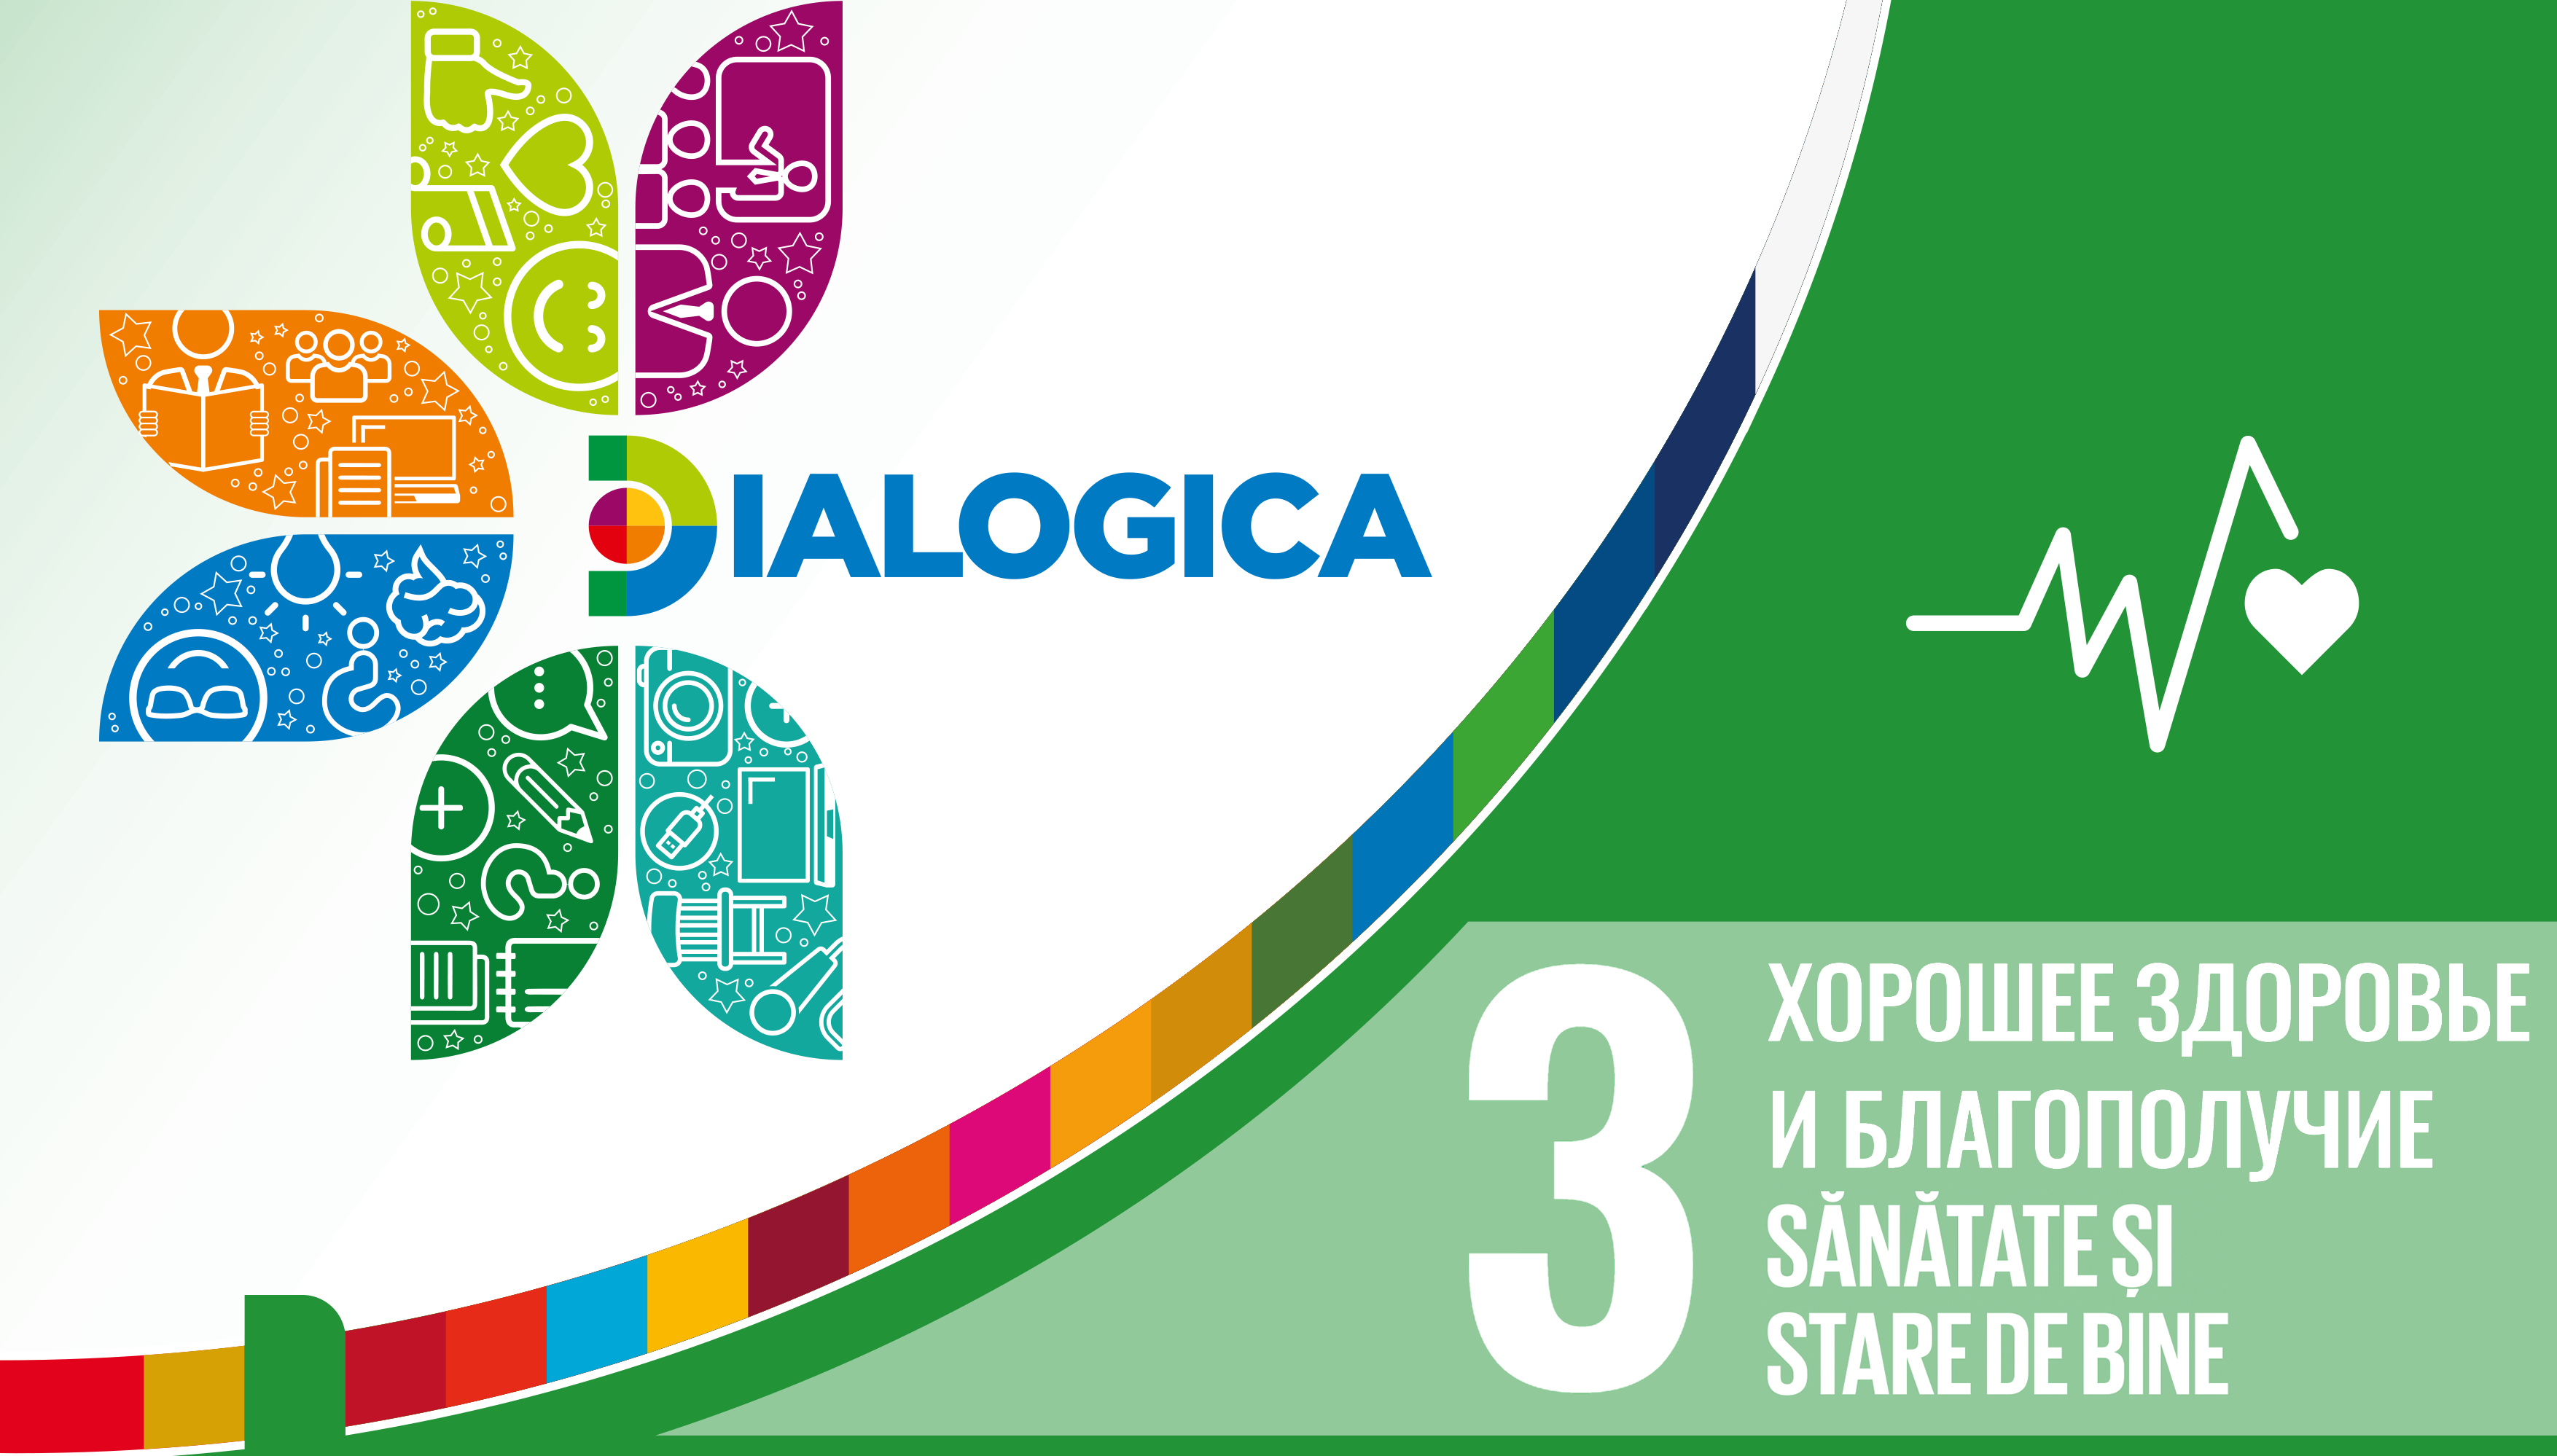 DIALOGICA
3
ХОРОШЕЕ ЗДОРОВЬЕ
И БЛАГОПОЛУЧИЕ
SĂNĂTATE ȘI
STARE DE BINE